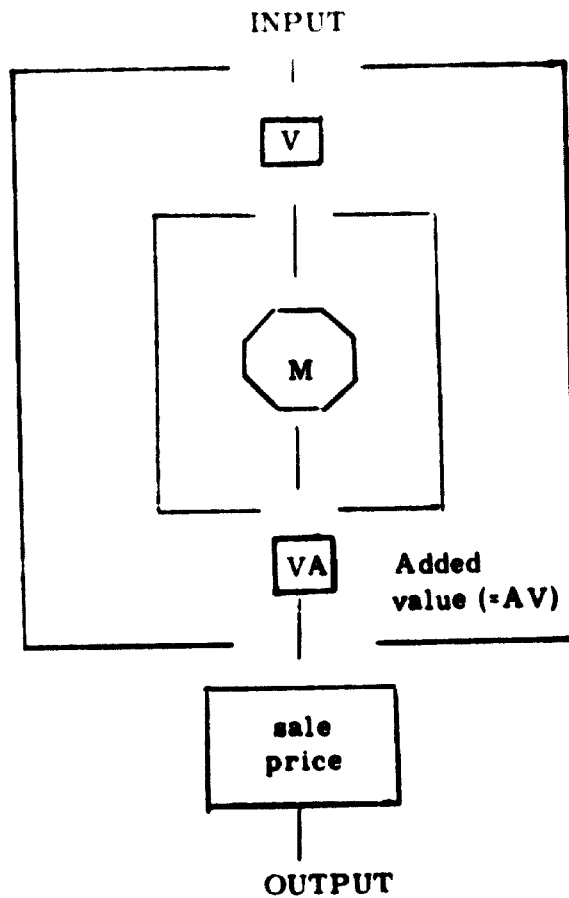 INPUT
V
M
VA
Added
value (=AV)
sale
price
OUTPUT